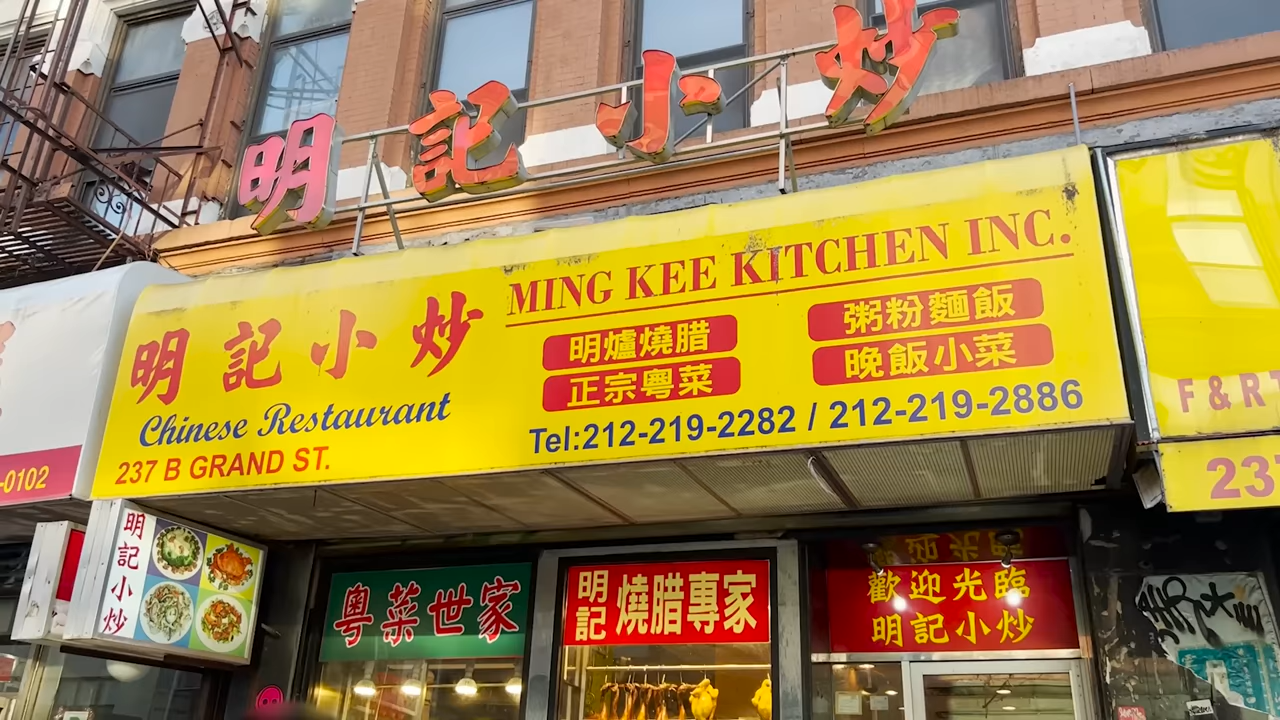 明記小炒
明記小炒
Chinese Restaurant
237 B GRAND ST.
MING KEE KITCHEN INC.
明爐燒腊
正宗粵菜
粥粉麵飯
晚飯小菜
Tel:212-219-2282 / 212-219-2886
F & R
237
-0102
明記小炒
粵菜世家
明記
燒腊專家
歡迎光臨
明記小炒